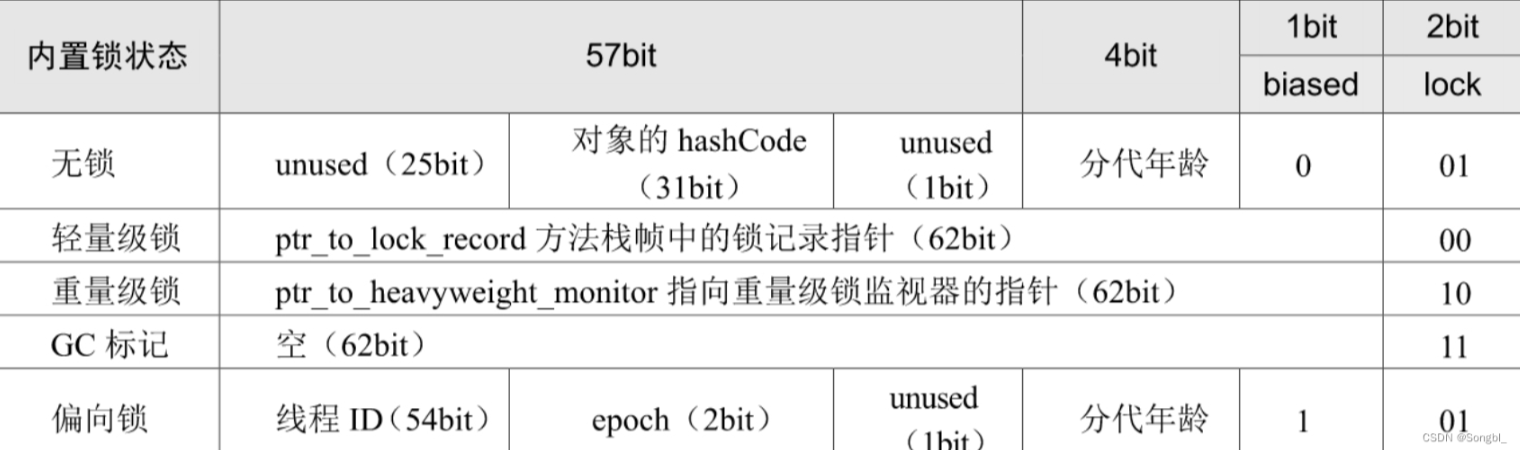 内置锁状态 57bit 4bit 1bit 2bit
biased lock
无锁 unused（25bit） 对象的 hashCode（31bit） unused（1bit） 分代年龄 0 01
轻量级锁 ptr_to_lock_record 方法栈帧中的锁记录指针（62bit） 00
重量级锁 ptr_to_heavyweight_monitor 指向重量级锁监视器的指针（62bit） 10
GC 标记 空（62bit） 11
偏向锁 线程 ID（54bit） epoch（2bit） unused（1bit） 分代年龄 1 01
CSDN @Songbl_